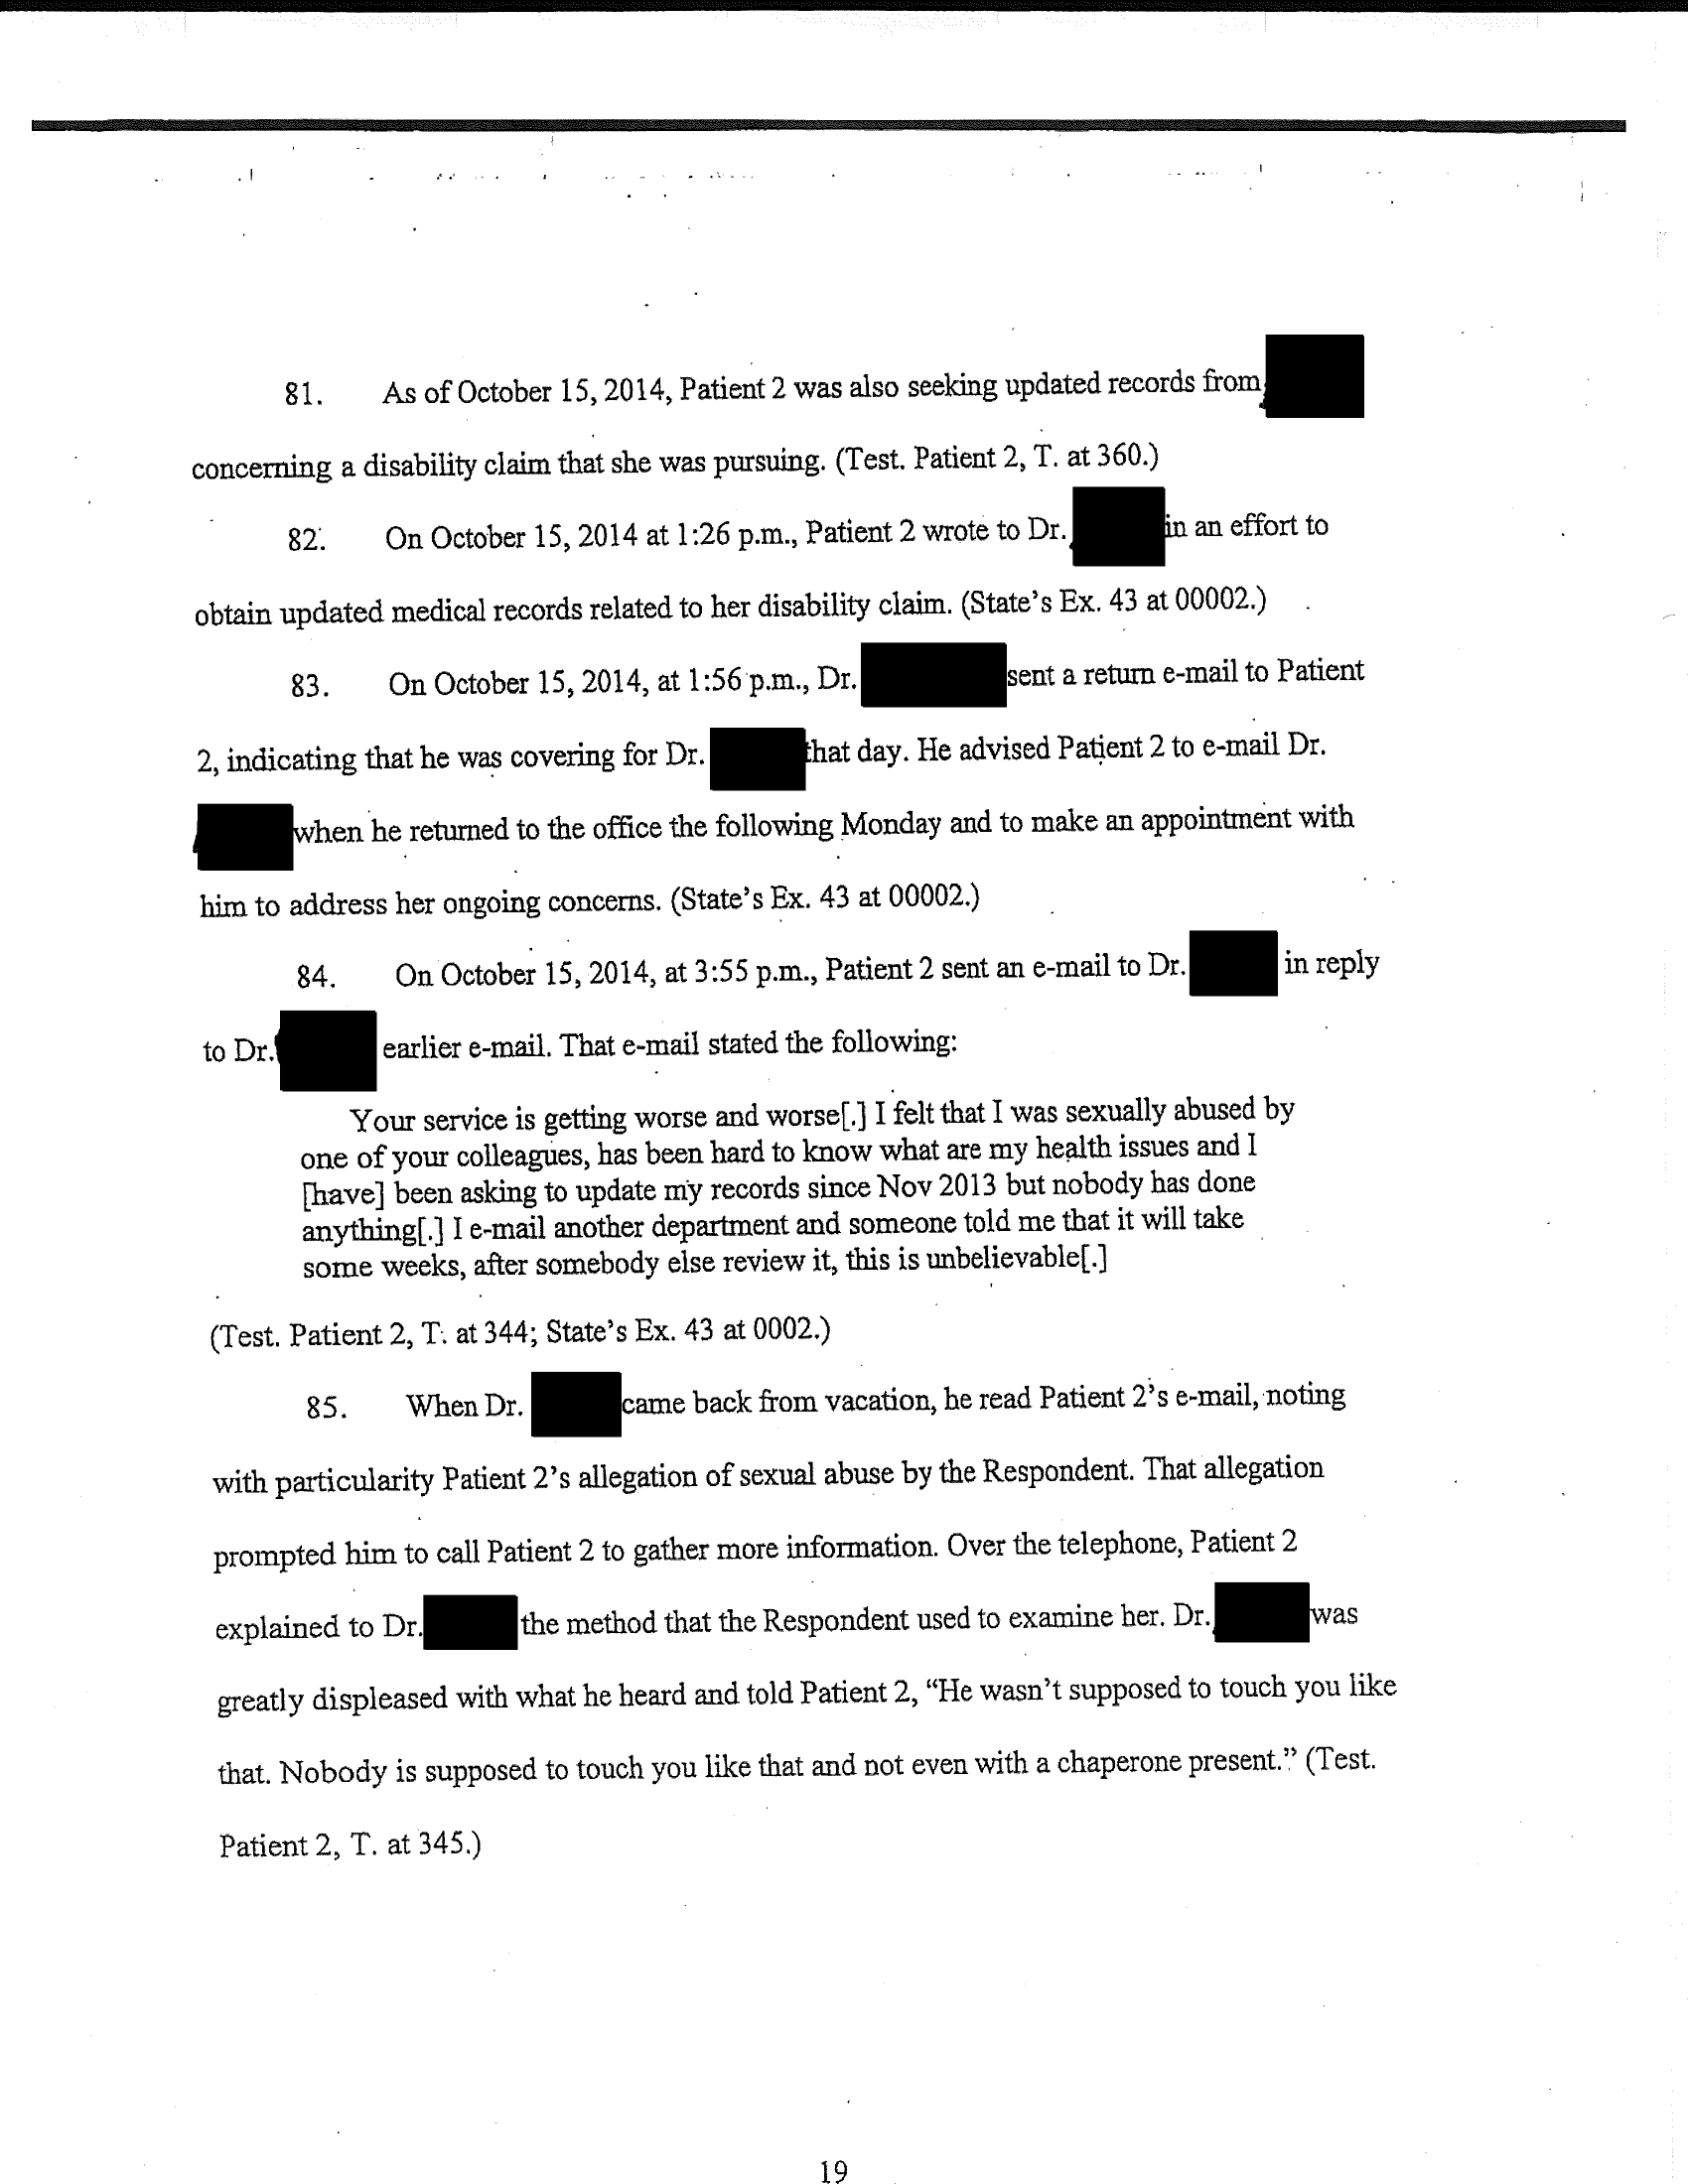 81. As of October 15, 2014, Patient 2 was also seeking updated records from
concerning a disability claim that she was pursuing. (Test. Patient 2, T. at 360.)
82. On October 15, 2014 at 1:26 p.m., Patient 2 wrote to Dr. in an effort to
obtain updated medical records related to her disability claim. (State's Ex. 43 at 00002.)
83. On October 15, 2014, at 1:56 p.m., Dr. sent a return e-mail to Patient
2, indicating that he was covering for Dr. that day. He advised Patient 2 to e-mail Dr.
when he returned to the office the following Monday and to make an appointment with
him to address her ongoing concerns. (State's Ex. 43 at 00002.)
84. On October 15, 2014, at 3:55 p.m., Patient 2 sent an e-mail to Dr. in reply
to Dr. earlier e-mail. That e-mail stated the following:
Your service is getting worse and worse[.] I felt that I was sexually abused by
one of your colleagues, has been hard to know what are my health issues and I
[have] been asking to update my records since Nov 2013 but nobody has done
anything[.] I e-mail another department and someone told me that it will take
some weeks, after somebody else review it, this is unbelievable[.]
(Test. Patient 2, T. at 344; State's Ex. 43 at 0002.)
85. When Dr. came back from vacation, he read Patient 2's e-mail, noting
with particularity Patient 2's allegation of sexual abuse by the Respondent. That allegation
prompted him to call Patient 2 to gather more information. Over the telephone, Patient 2
explained to Dr. the method that the Respondent used to examine her. Dr. was
greatly displeased with what he heard and told Patient 2, "He wasn't supposed to touch you like
that. Nobody is supposed to touch you like that and not even with a chaperone present." (Test.
Patient 2, T. at 345.)
19